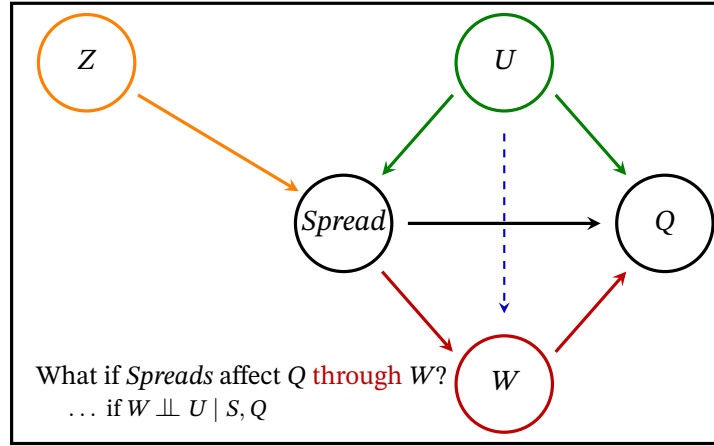 Z
U
Spread
Q
W
What if Spreads affect Q through W?
... if W ⫫ U | S, Q